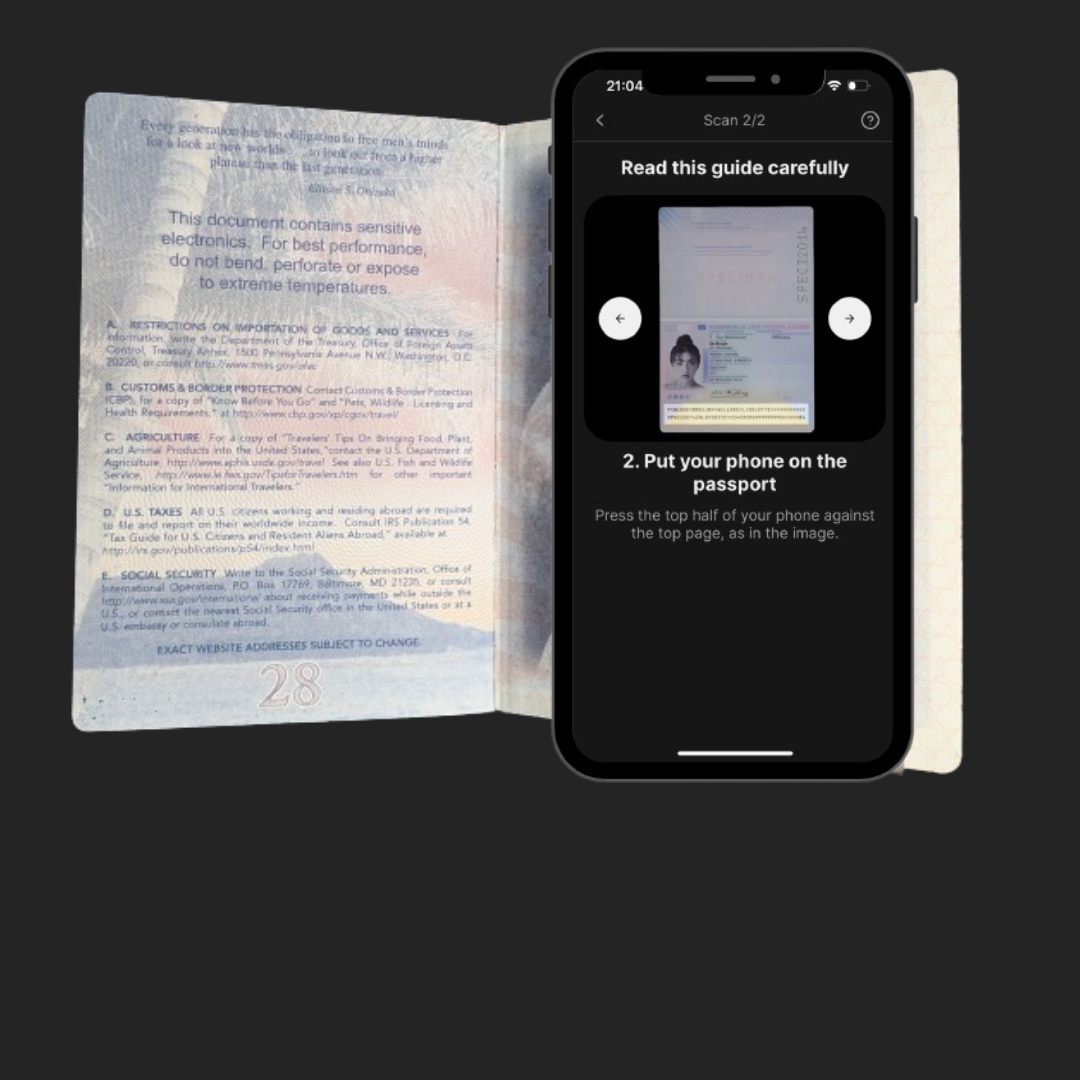 Every generation has the obligation to free men's minds
for a look at new worlds . . . to look out from a higher
plateau than the last generation.
Ellison S. Onizuka
This document contains sensitive
electronics. For best performance,
do not bend, perforate or expose
to extreme temperatures.
A. RESTRICTIONS ON IMPORTATION OF GOODS AND SERVICES For
information, write the Department of the Treasury, Office of Foreign Assets
Control, Treasury Annex, 1500 Pennsylvania Avenue N.W., Washington, D.C.
20220, or consult http://www.treas.gov/ofac
B. CUSTOMS & BORDER PROTECTION Contact Customs & Border Protection
(CBP), for a copy of "Know Before You Go" and "Pets, Wildlife - Licensing and
Health Requirements," at http://www.cbp.gov/xp/cgov/travel/
C. AGRICULTURE For a copy of "Travelers' Tips On Bringing Food, Plant,
and Animal Products into the United States,"contact the U.S. Department of
Agriculture, http://www.aphis.usda.gov/travel See also U.S. Fish and Wildlife
Service, http://www.le.fws.gov/TipsforTravelers.htm for other important
"Information for International Travelers."
D. U.S. TAXES All U.S. citizens working and residing abroad are required
to file and report on their worldwide income. Consult IRS Publication 54,
"Tax Guide for U.S. Citizens and Resident Aliens Abroad," available at
http://irs.gov/publications/p54/index.html
E. SOCIAL SECURITY Write to the Social Security Administration, Office of
International Operations, P.O. Box 17769, Baltimore, MD 21235, or consult
http://www.ssa.gov/international about receiving payments while outside the
U.S., or contact the nearest Social Security office in the United States or at a
U.S. embassy or consulate abroad.
EXACT WEBSITE ADDRESSES SUBJECT TO CHANGE.
28
21:04
Scan 2/2
Read this guide carefully
SPECI2014
2. Put your phone on the
passport
Press the top half of your phone against
the top page, as in the image.